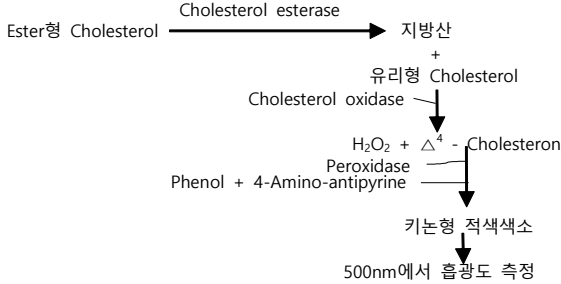 Cholesterol esterase
Ester형 Cholesterol
지방산
+
유리형 Cholesterol
Cholesterol oxidase
H₂O₂ + △⁴ - Cholesteron
Peroxidase
Phenol + 4-Amino-antipyrine
키논형 적색색소
500nm에서 흡광도 측정